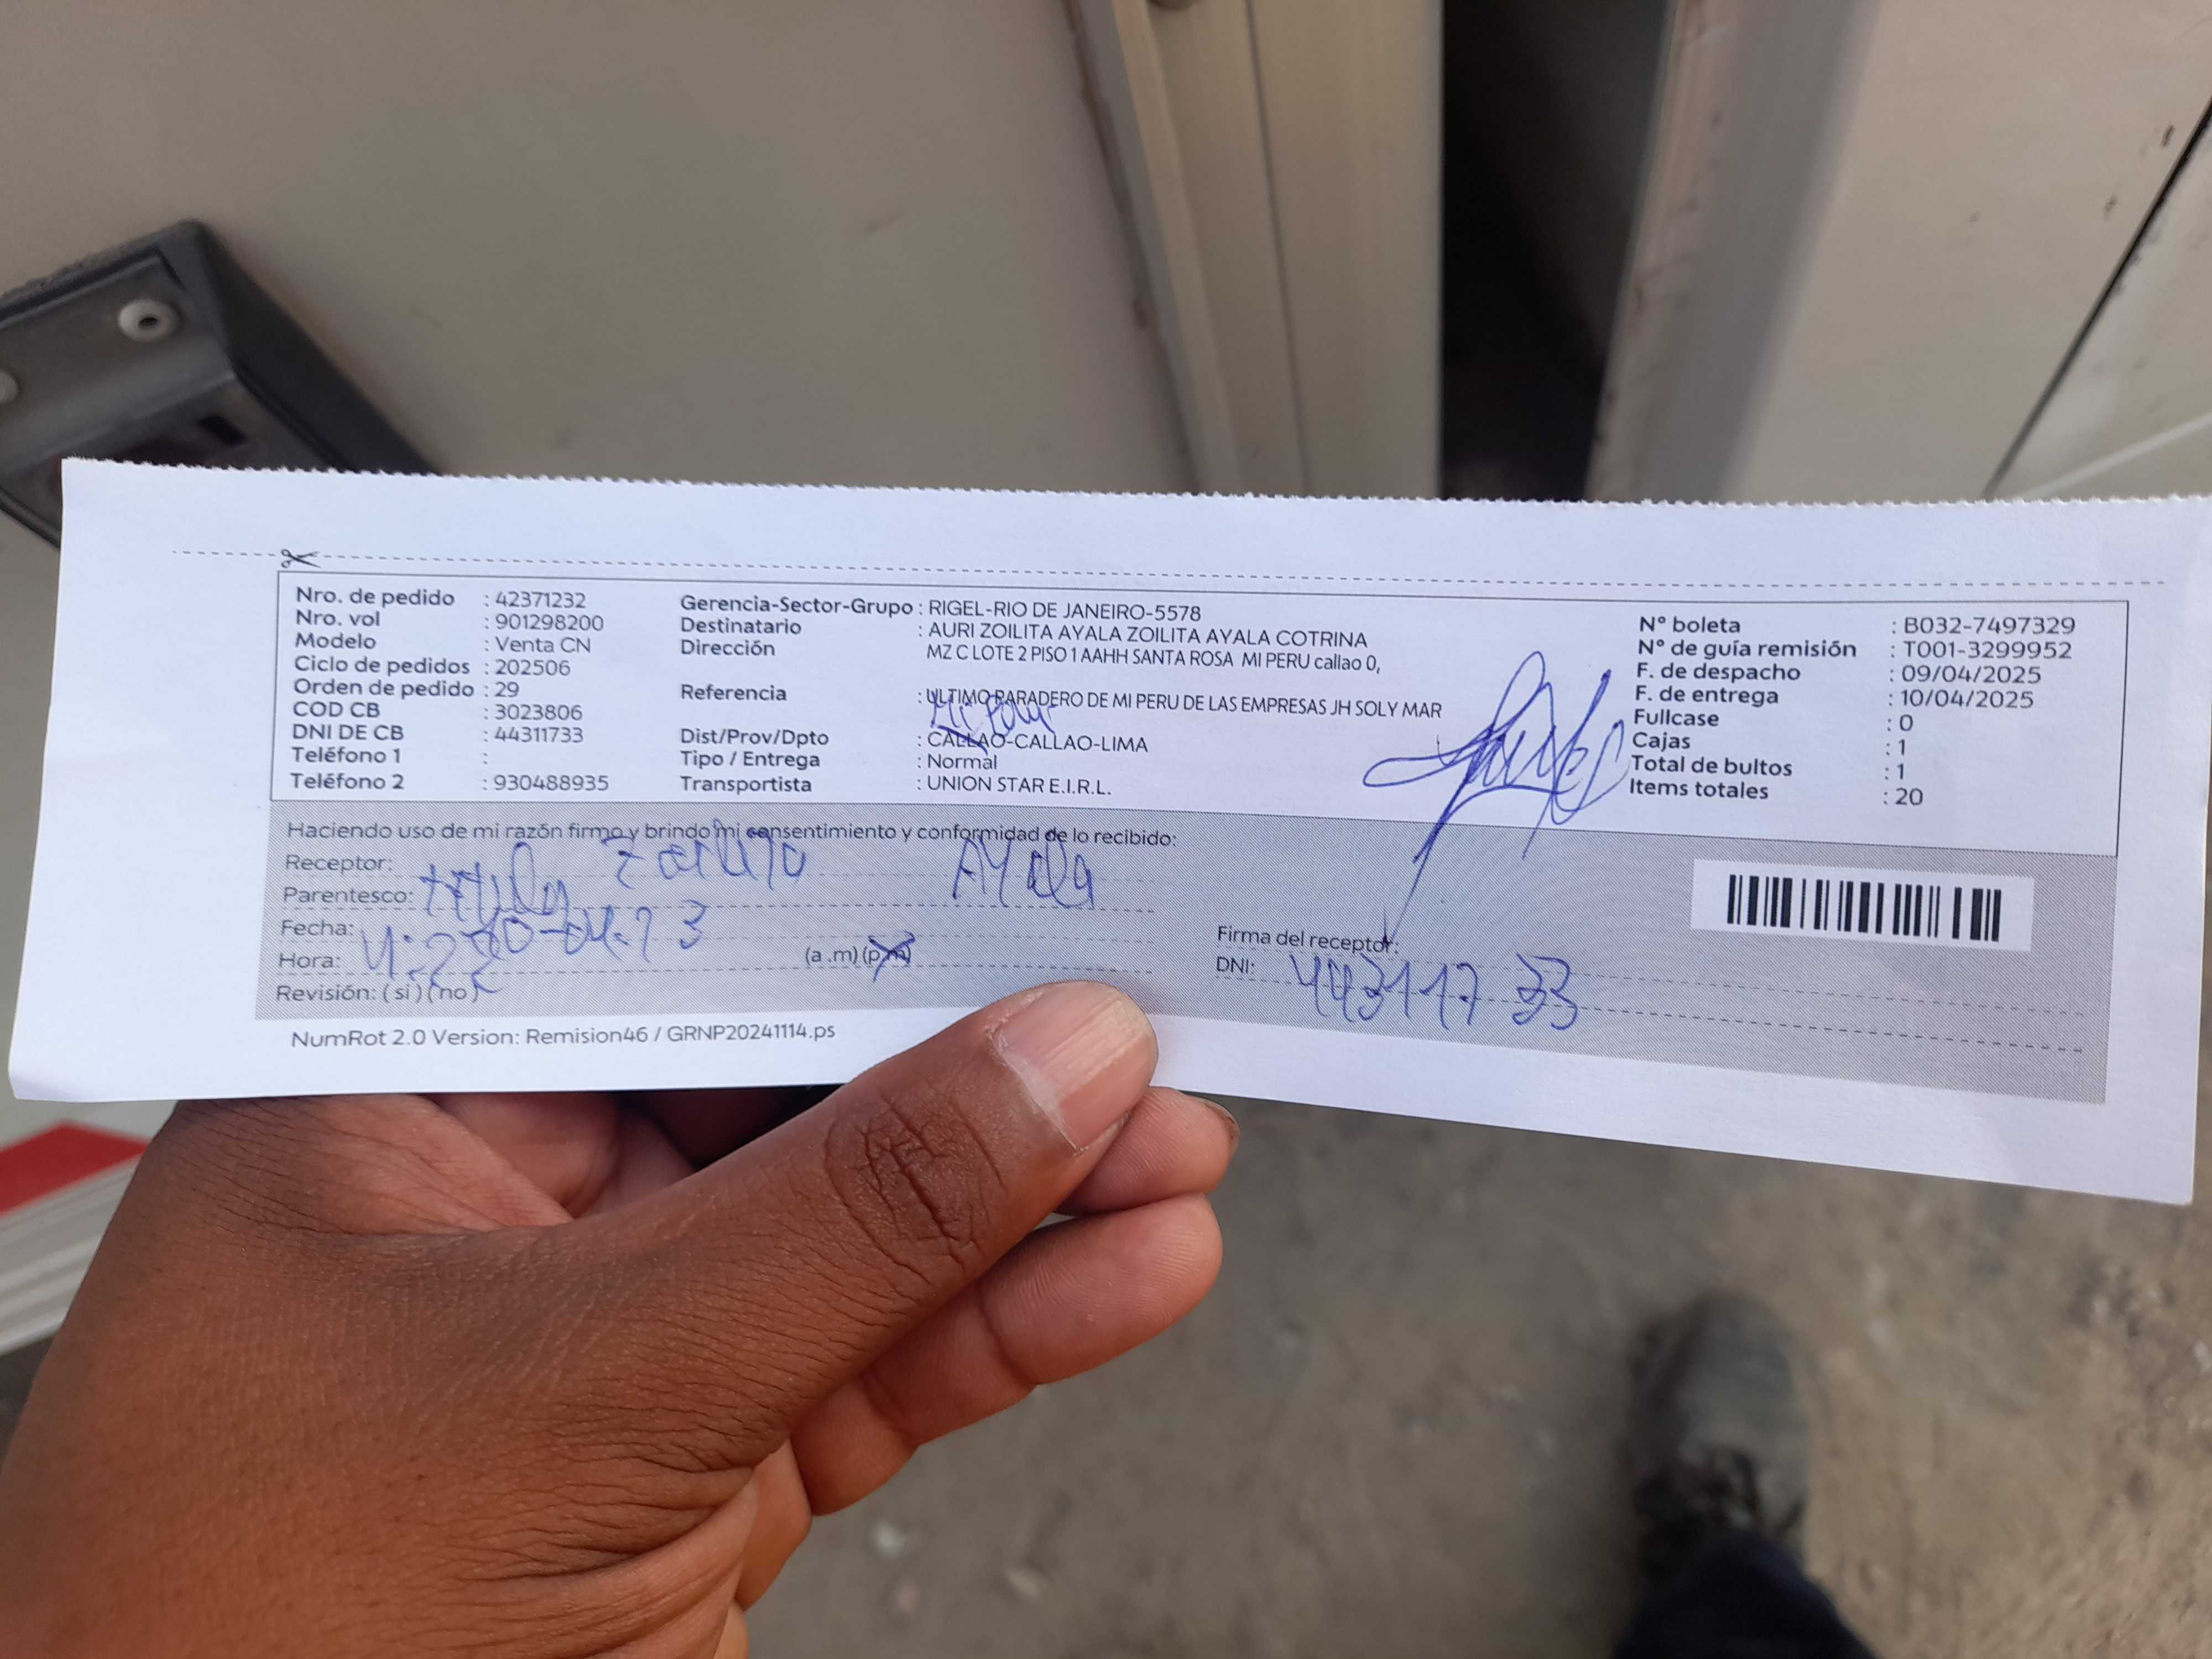 Nro. de pedido : 42371232
Nro. vol : 901298200
Modelo : Venta CN
Ciclo de pedidos : 202506
Orden de pedido : 29
COD CB : 3023806
DNI DE CB : 44311733
Teléfono 1 :
Teléfono 2 : 930488935
Gerencia-Sector-Grupo : RIGEL-RIO DE JANEIRO-5578
Destinatario : AURI ZOILITA AYALA ZOILITA AYALA COTRINA
Dirección MZ C LOTE 2 PISO 1 AAHH SANTA ROSA MI PERU callao 0,
Referencia : ULTIMO PARADERO DE MI PERU DE LAS EMPRESAS JH SOLY MAR
Mi Peru
Dist/Prov/Dpto : CALLAO-CALLAO-LIMA
Tipo / Entrega : Normal
Transportista : UNION STAR E.I.R.L.
N° boleta : B032-7497329
N° de guía remisión : T001-3299952
F. de despacho : 09/04/2025
F. de entrega : 10/04/2025
Fullcase : 0
Cajas : 1
Total de bultos : 1
Items totales : 20
Haciendo uso de mi razón firmo y brindo mi consentimiento y conformidad de lo recibido:
Receptor: Ayala
Parentesco:
Fecha:
Hora: 4:22 (a .m) (p.m)
Revisión: ( si ) ( no )
Firma del receptor:
DNI: 44311733
NumRot 2.0 Version: Remision46 / GRNP20241114.ps